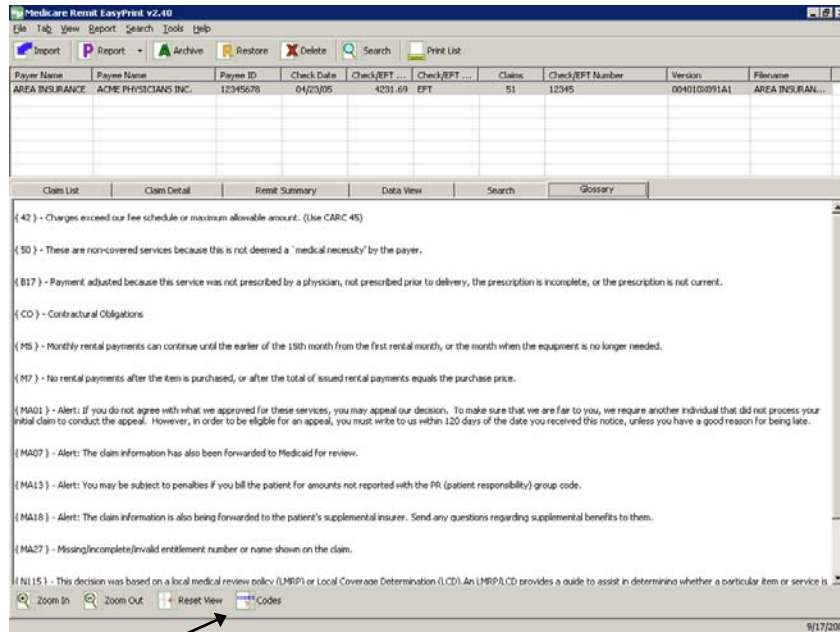 Medicare Remit EasyPrint v2.40
File Tab View Report Search Tools Help
Import Report Archive Restore Delete Search Print List
Payer Name Payee Name Payee ID Check Date Check/EFT ... Check/EFT ... Claims Check/EFT Number Version Filename
AREA INSURANCE ACME PHYSICIANS INC. 12345678 04/23/05 4231.69 EFT 51 12345 004010X091A1 AREA INSURAN...
Claim List Claim Detail Remit Summary Data View Search Glossary
{ 42 } - Charges exceed our fee schedule or maximum allowable amount. (Use CARC 45)
{ 50 } - These are non-covered services because this is not deemed a `medical necessity' by the payer.
{ B17 } - Payment adjusted because this service was not prescribed by a physician, not prescribed prior to delivery, the prescription is incomplete, or the prescription is not current.
{ CO } - Contractural Obligations
{ M5 } - Monthly rental payments can continue until the earlier of the 15th month from the first rental month, or the month when the equipment is no longer needed.
{ M7 } - No rental payments after the item is purchased, or after the total of issued rental payments equals the purchase price.
{ MA01 } - Alert: If you do not agree with what we approved for these services, you may appeal our decision. To make sure that we are fair to you, we require another individual that did not process your
initial claim to conduct the appeal. However, in order to be eligible for an appeal, you must write to us within 120 days of the date you received this notice, unless you have a good reason for being late.
{ MA07 } - Alert: The claim information has also been forwarded to Medicaid for review.
{ MA13 } - Alert: You may be subject to penalties if you bill the patient for amounts not reported with the PR (patient responsibility) group code.
{ MA18 } - Alert: The claim information is also being forwarded to the patient's supplemental insurer. Send any questions regarding supplemental benefits to them.
{ MA27 } - Missing/incomplete/invalid entitlement number or name shown on the claim.
{ N115 } - This decision was based on a local medical review policy (LMRP) or Local Coverage Determination (LCD).An LMRP/LCD provides a guide to assist in determining whether a particular item or service is
Zoom In Zoom Out Reset View Codes
9/17/200